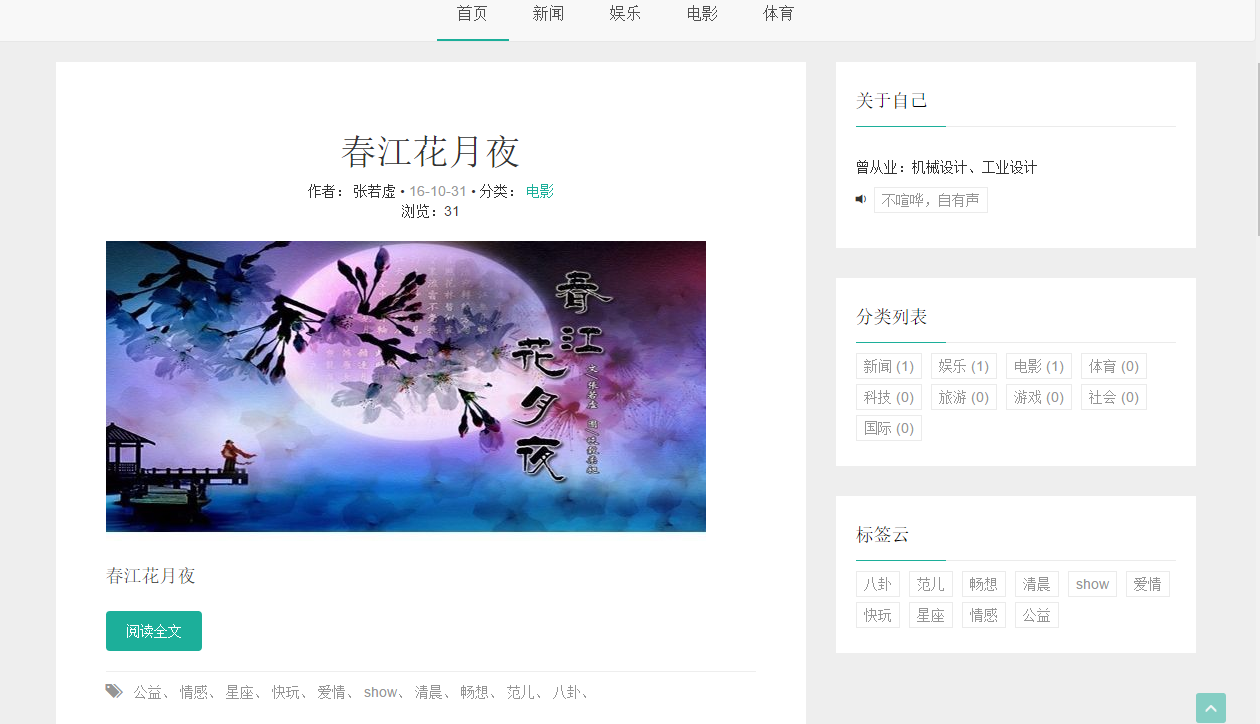 首页 新闻 娱乐 电影 体育
春江花月夜
作者： 张若虚 • 16-10-31 • 分类： 电影
浏览：31
春江
花夕夜
春江花月夜
阅读全文
公益、 情感、 星座、 快玩、 爱情、 show、 清晨、 畅想、 范儿、 八卦、
关于自己
曾从业：机械设计、工业设计
不喧哗，自有声
分类列表
新闻 (1) 娱乐 (1) 电影 (1) 体育 (0)
科技 (0) 旅游 (0) 游戏 (0) 社会 (0)
国际 (0)
标签云
八卦 范儿 畅想 清晨 show 爱情
快玩 星座 情感 公益